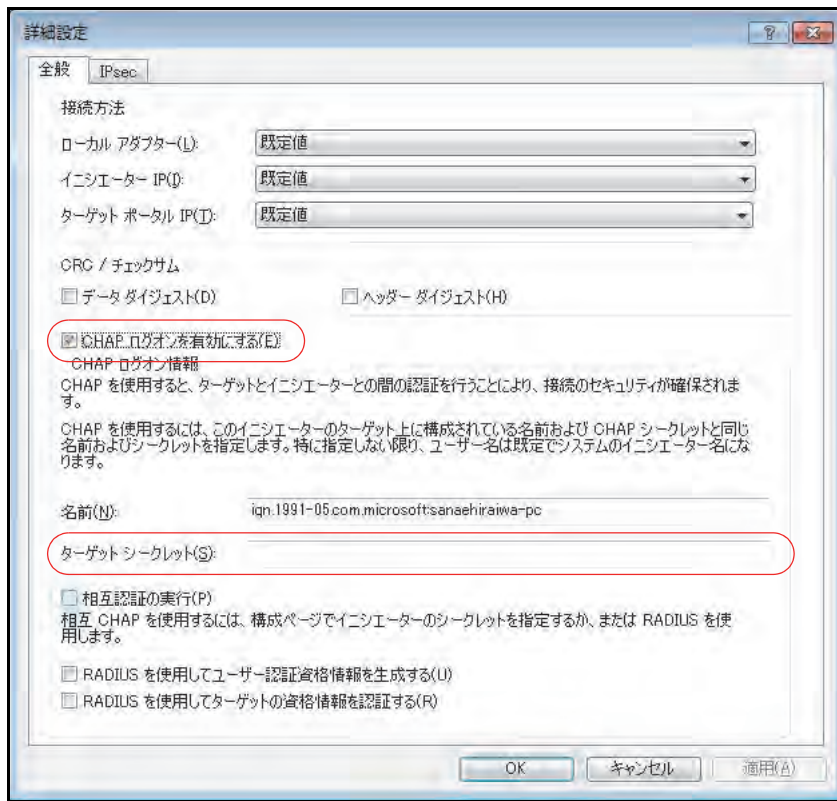 詳細設定
全般
IPsec
接続方法
ローカル アダプター(L):
既定値
イニシエーター IP(I):
既定値
ターゲット ポータル IP(T):
既定値
CRC / チェックサム
データ ダイジェスト(D)
ヘッダー ダイジェスト(H)
CHAP ログオンを有効にする(E)
CHAP ログオン情報
CHAP を使用すると、ターゲットとイニシエーターとの間の認証を行うことにより、接続のセキュリティが確保されま
す。
CHAP を使用するには、このイニシエーターのターゲット上に構成されている名前および CHAP シークレットと同じ
名前およびシークレットを指定します。特に指定しない限り、ユーザー名は既定でシステムのイニシエーター名にな
ります。
名前(N):
iqn.1991-05.com.microsoft:sanaehiraiwa-pc
ターゲット シークレット(S):
相互認証の実行(P)
相互 CHAP を使用するには、構成ページでイニシエーターのシークレットを指定するか、または RADIUS を使
用します。
RADIUS を使用してユーザー認証資格情報を生成する(U)
RADIUS を使用してターゲットの資格情報を認証する(R)
OK
キャンセル
適用(A)